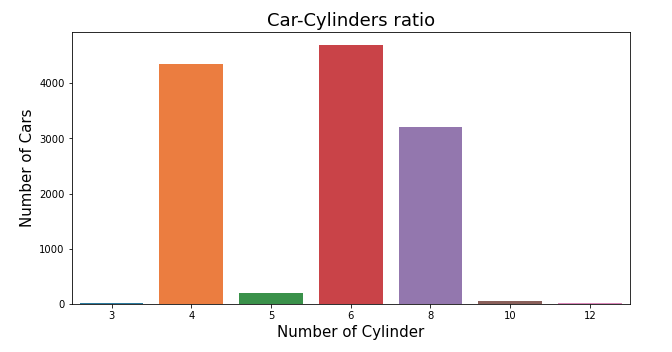 Car-Cylinders ratio
Number of Cars
4000
3000
2000
1000
0
3 4 5 6 8 10 12
Number of Cylinder